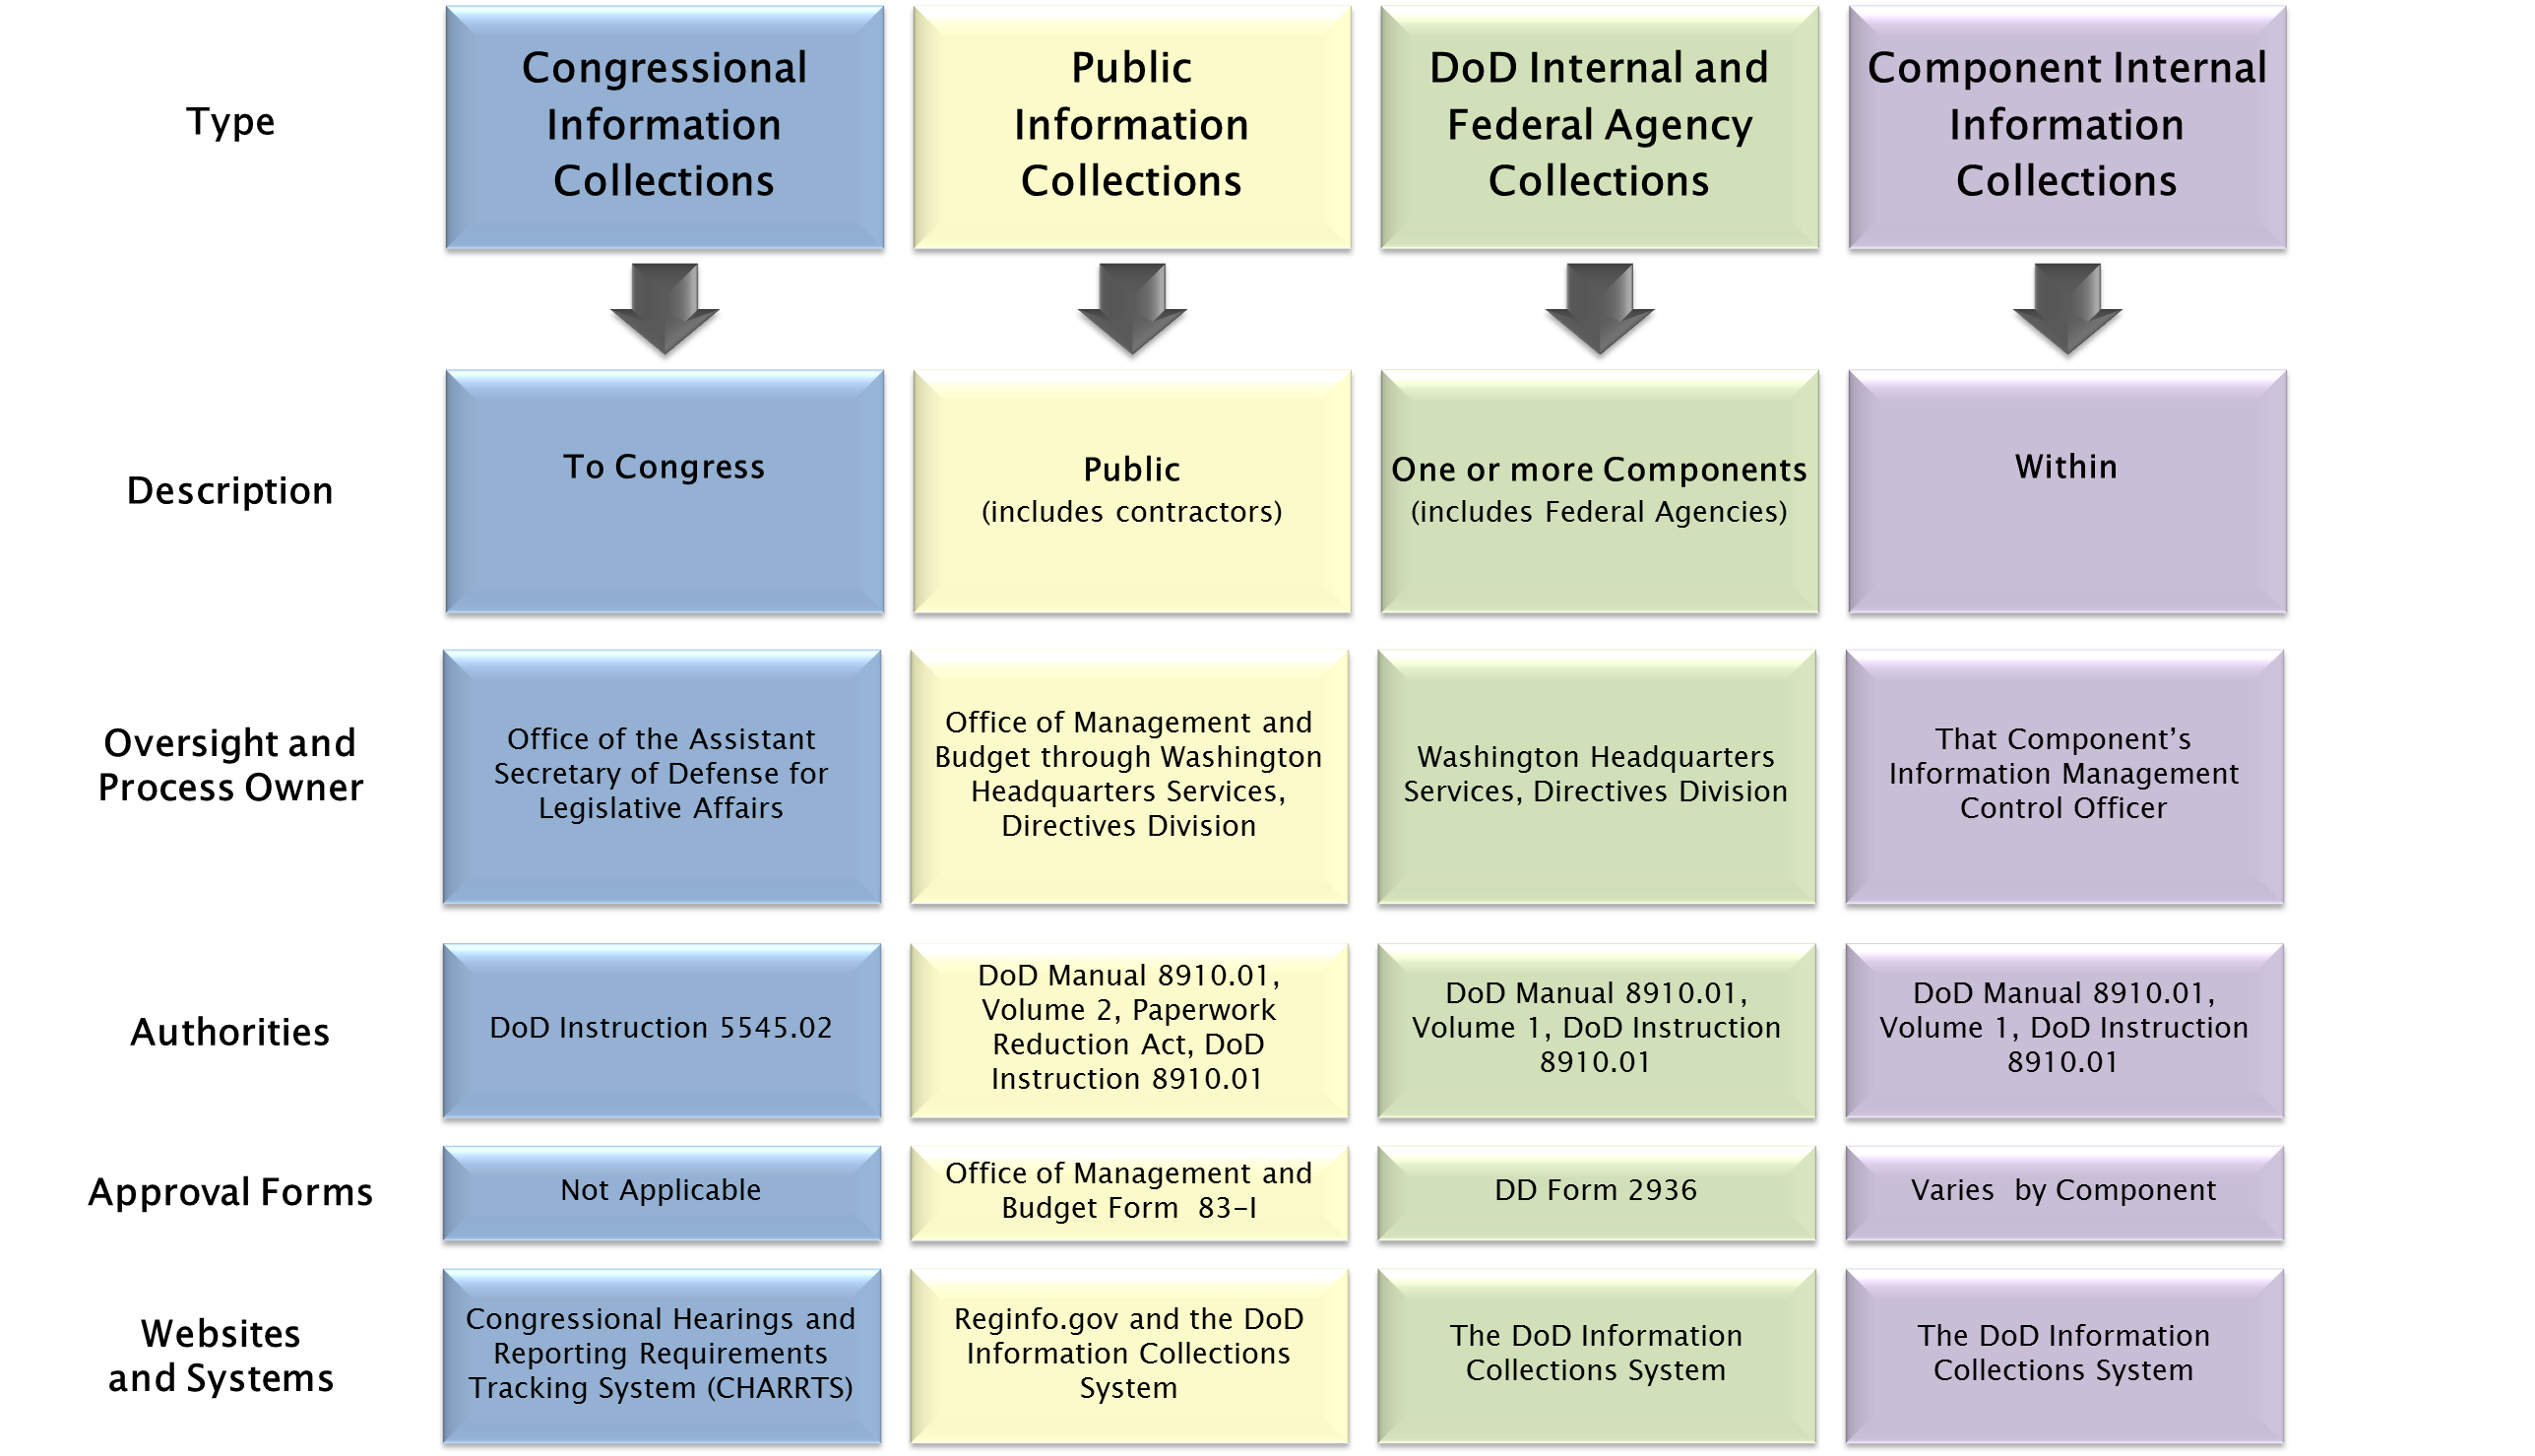 Type
Congressional
Information
Collections
Public
Information
Collections
DoD Internal and
Federal Agency
Collections
Component Internal
Information
Collections
Description
To Congress
Public
(includes contractors)
One or more Components
(includes Federal Agencies)
Within
Oversight and
Process Owner
Office of the Assistant
Secretary of Defense for
Legislative Affairs
Office of Management and
Budget through Washington
Headquarters Services,
Directives Division
Washington Headquarters
Services, Directives Division
That Component’s
Information Management
Control Officer
Authorities
DoD Instruction 5545.02
DoD Manual 8910.01,
Volume 2, Paperwork
Reduction Act, DoD
Instruction 8910.01
DoD Manual 8910.01,
Volume 1, DoD Instruction
8910.01
DoD Manual 8910.01,
Volume 1, DoD Instruction
8910.01
Approval Forms
Not Applicable
Office of Management and
Budget Form 83-I
DD Form 2936
Varies by Component
Websites
and Systems
Congressional Hearings and
Reporting Requirements
Tracking System (CHARRTS)
Reginfo.gov and the DoD
Information Collections
System
The DoD Information
Collections System
The DoD Information
Collections System